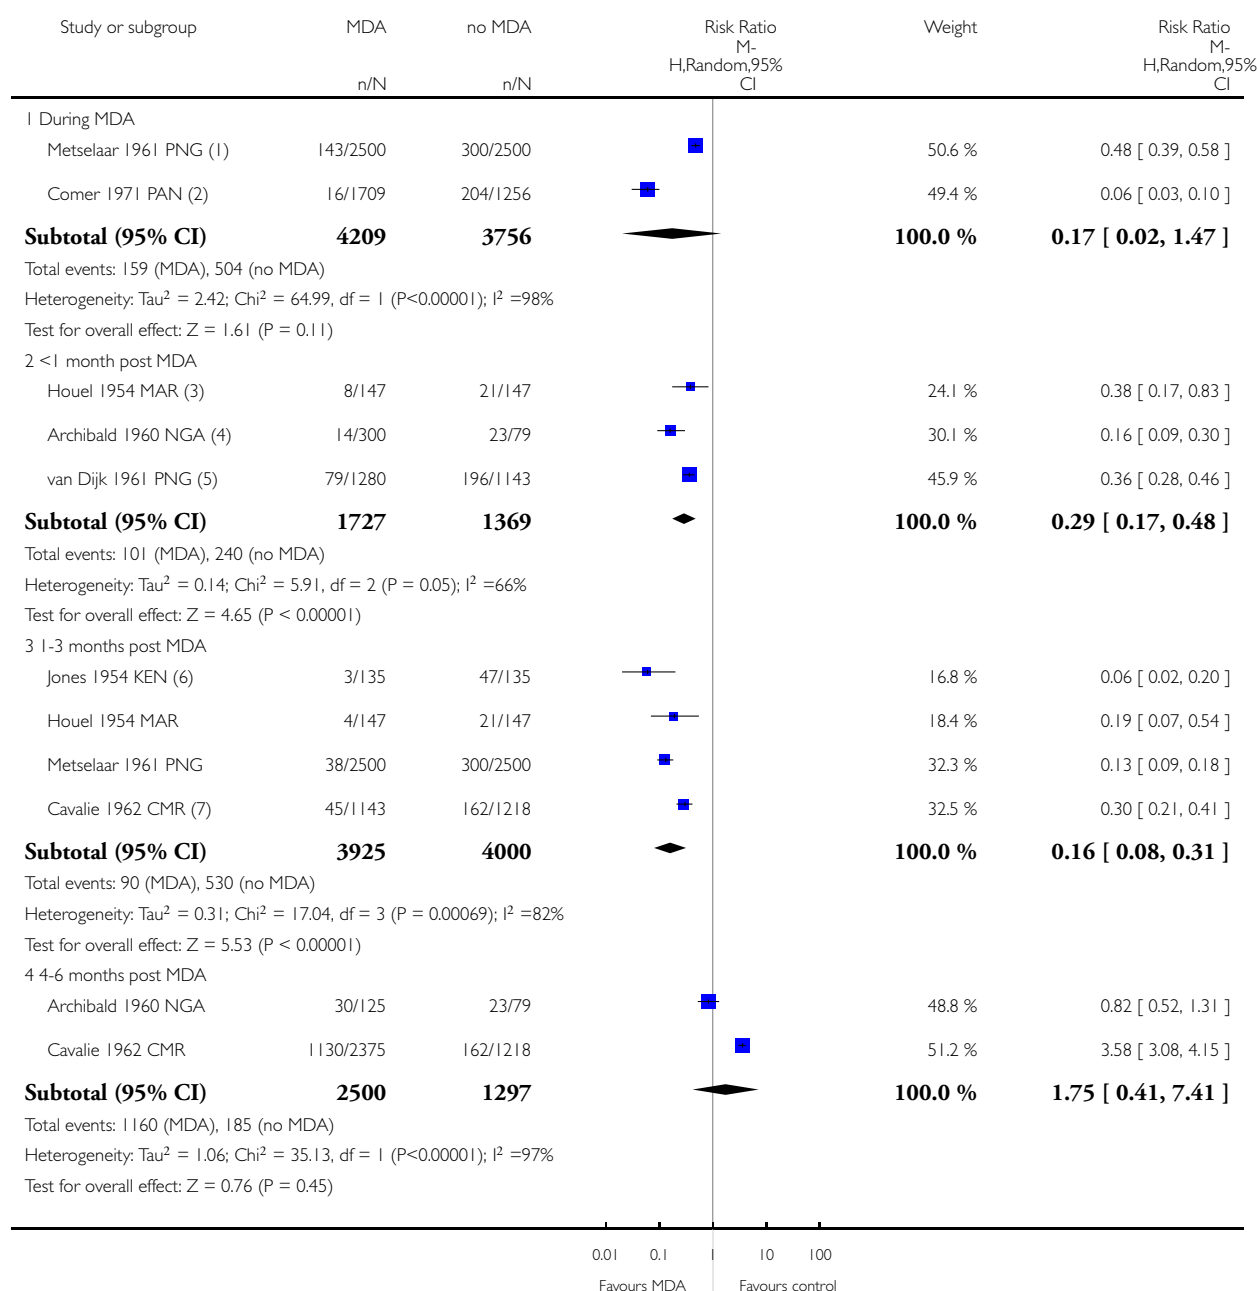 Study or subgroup MDA no MDA Risk Ratio Weight Risk Ratio
M- M-
H,Random,95% H,Random,95%
n/N n/N CI CI
1 During MDA
Metselaar 1961 PNG (1) 143/2500 300/2500 50.6 % 0.48 [ 0.39, 0.58 ]
Comer 1971 PAN (2) 16/1709 204/1256 49.4 % 0.06 [ 0.03, 0.10 ]
Subtotal (95% CI) 4209 3756 100.0 % 0.17 [ 0.02, 1.47 ]
Total events: 159 (MDA), 504 (no MDA)
Heterogeneity: Tau² = 2.42; Chi² = 64.99, df = 1 (P<0.00001); I² =98%
Test for overall effect: Z = 1.61 (P = 0.11)
2 <1 month post MDA
Houel 1954 MAR (3) 8/147 21/147 24.1 % 0.38 [ 0.17, 0.83 ]
Archibald 1960 NGA (4) 14/300 23/79 30.1 % 0.16 [ 0.09, 0.30 ]
van Dijk 1961 PNG (5) 79/1280 196/1143 45.9 % 0.36 [ 0.28, 0.46 ]
Subtotal (95% CI) 1727 1369 100.0 % 0.29 [ 0.17, 0.48 ]
Total events: 101 (MDA), 240 (no MDA)
Heterogeneity: Tau² = 0.14; Chi² = 5.91, df = 2 (P = 0.05); I² =66%
Test for overall effect: Z = 4.65 (P < 0.00001)
3 1-3 months post MDA
Jones 1954 KEN (6) 3/135 47/135 16.8 % 0.06 [ 0.02, 0.20 ]
Houel 1954 MAR 4/147 21/147 18.4 % 0.19 [ 0.07, 0.54 ]
Metselaar 1961 PNG 38/2500 300/2500 32.3 % 0.13 [ 0.09, 0.18 ]
Cavalie 1962 CMR (7) 45/1143 162/1218 32.5 % 0.30 [ 0.21, 0.41 ]
Subtotal (95% CI) 3925 4000 100.0 % 0.16 [ 0.08, 0.31 ]
Total events: 90 (MDA), 530 (no MDA)
Heterogeneity: Tau² = 0.31; Chi² = 17.04, df = 3 (P = 0.00069); I² =82%
Test for overall effect: Z = 5.53 (P < 0.00001)
4 4-6 months post MDA
Archibald 1960 NGA 30/125 23/79 48.8 % 0.82 [ 0.52, 1.31 ]
Cavalie 1962 CMR 1130/2375 162/1218 51.2 % 3.58 [ 3.08, 4.15 ]
Subtotal (95% CI) 2500 1297 100.0 % 1.75 [ 0.41, 7.41 ]
Total events: 1160 (MDA), 185 (no MDA)
Heterogeneity: Tau² = 1.06; Chi² = 35.13, df = 1 (P<0.00001); I² =97%
Test for overall effect: Z = 0.76 (P = 0.45)
0.01 0.1 1 10 100
Favours MDA Favours control